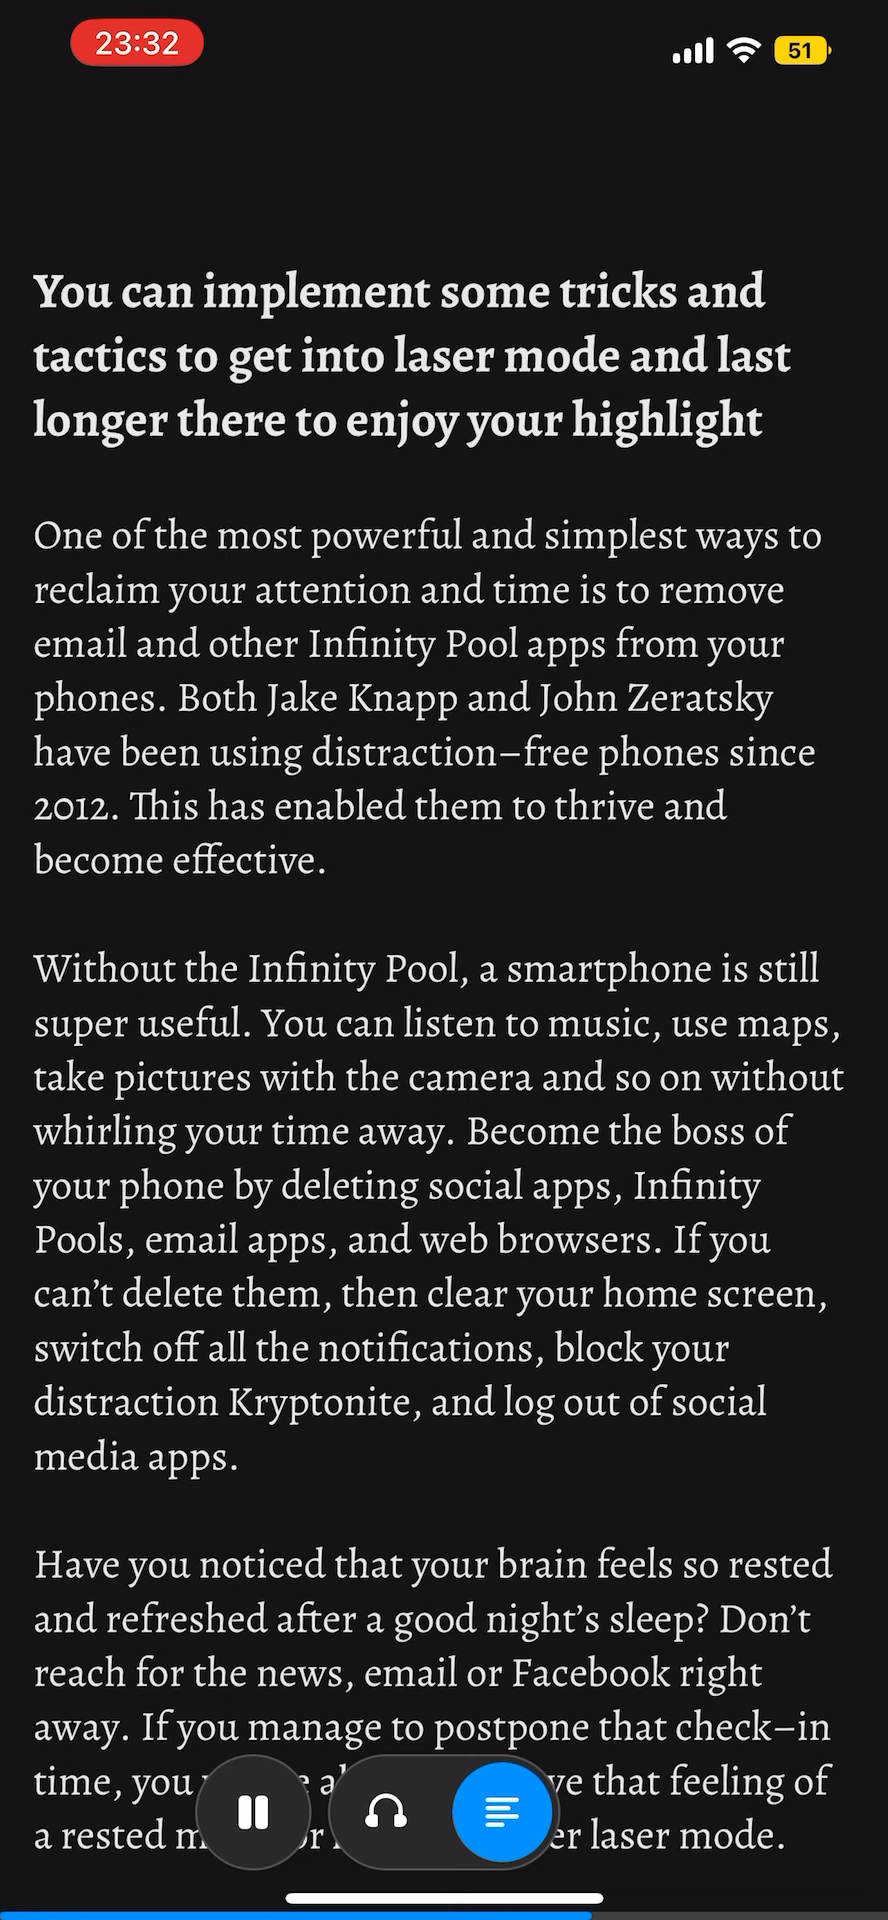 23:32
51
You can implement some tricks and
tactics to get into laser mode and last
longer there to enjoy your highlight
One of the most powerful and simplest ways to
reclaim your attention and time is to remove
email and other Infinity Pool apps from your
phones. Both Jake Knapp and John Zeratsky
have been using distraction–free phones since
2012. This has enabled them to thrive and
become effective.
Without the Infinity Pool, a smartphone is still
super useful. You can listen to music, use maps,
take pictures with the camera and so on without
whirling your time away. Become the boss of
your phone by deleting social apps, Infinity
Pools, email apps, and web browsers. If you
can’t delete them, then clear your home screen,
switch off all the notifications, block your
distraction Kryptonite, and log out of social
media apps.
Have you noticed that your brain feels so rested
and refreshed after a good night’s sleep? Don’t
reach for the news, email or Facebook right
away. If you manage to postpone that check–in
time, you that feeling of
a rested laser mode.